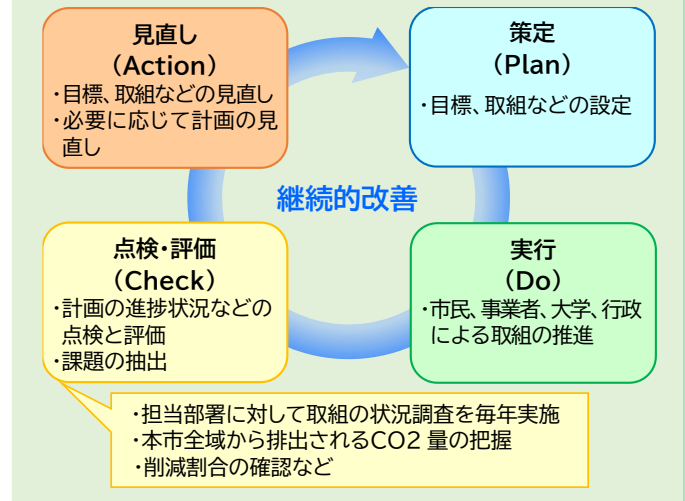 見直し
（Action）
・目標、取組などの見直し
・必要に応じて計画の見
直し
策定
（Plan）
・目標、取組などの設定
継続的改善
点検・評価
（Check）
・計画の進捗状況などの
点検と評価
・課題の抽出
実行
（Do）
・市民、事業者、大学、行政
による取組の推進
・担当部署に対して取組の状況調査を毎年実施
・本市全域から排出されるCO2 量の把握
・削減割合の確認など